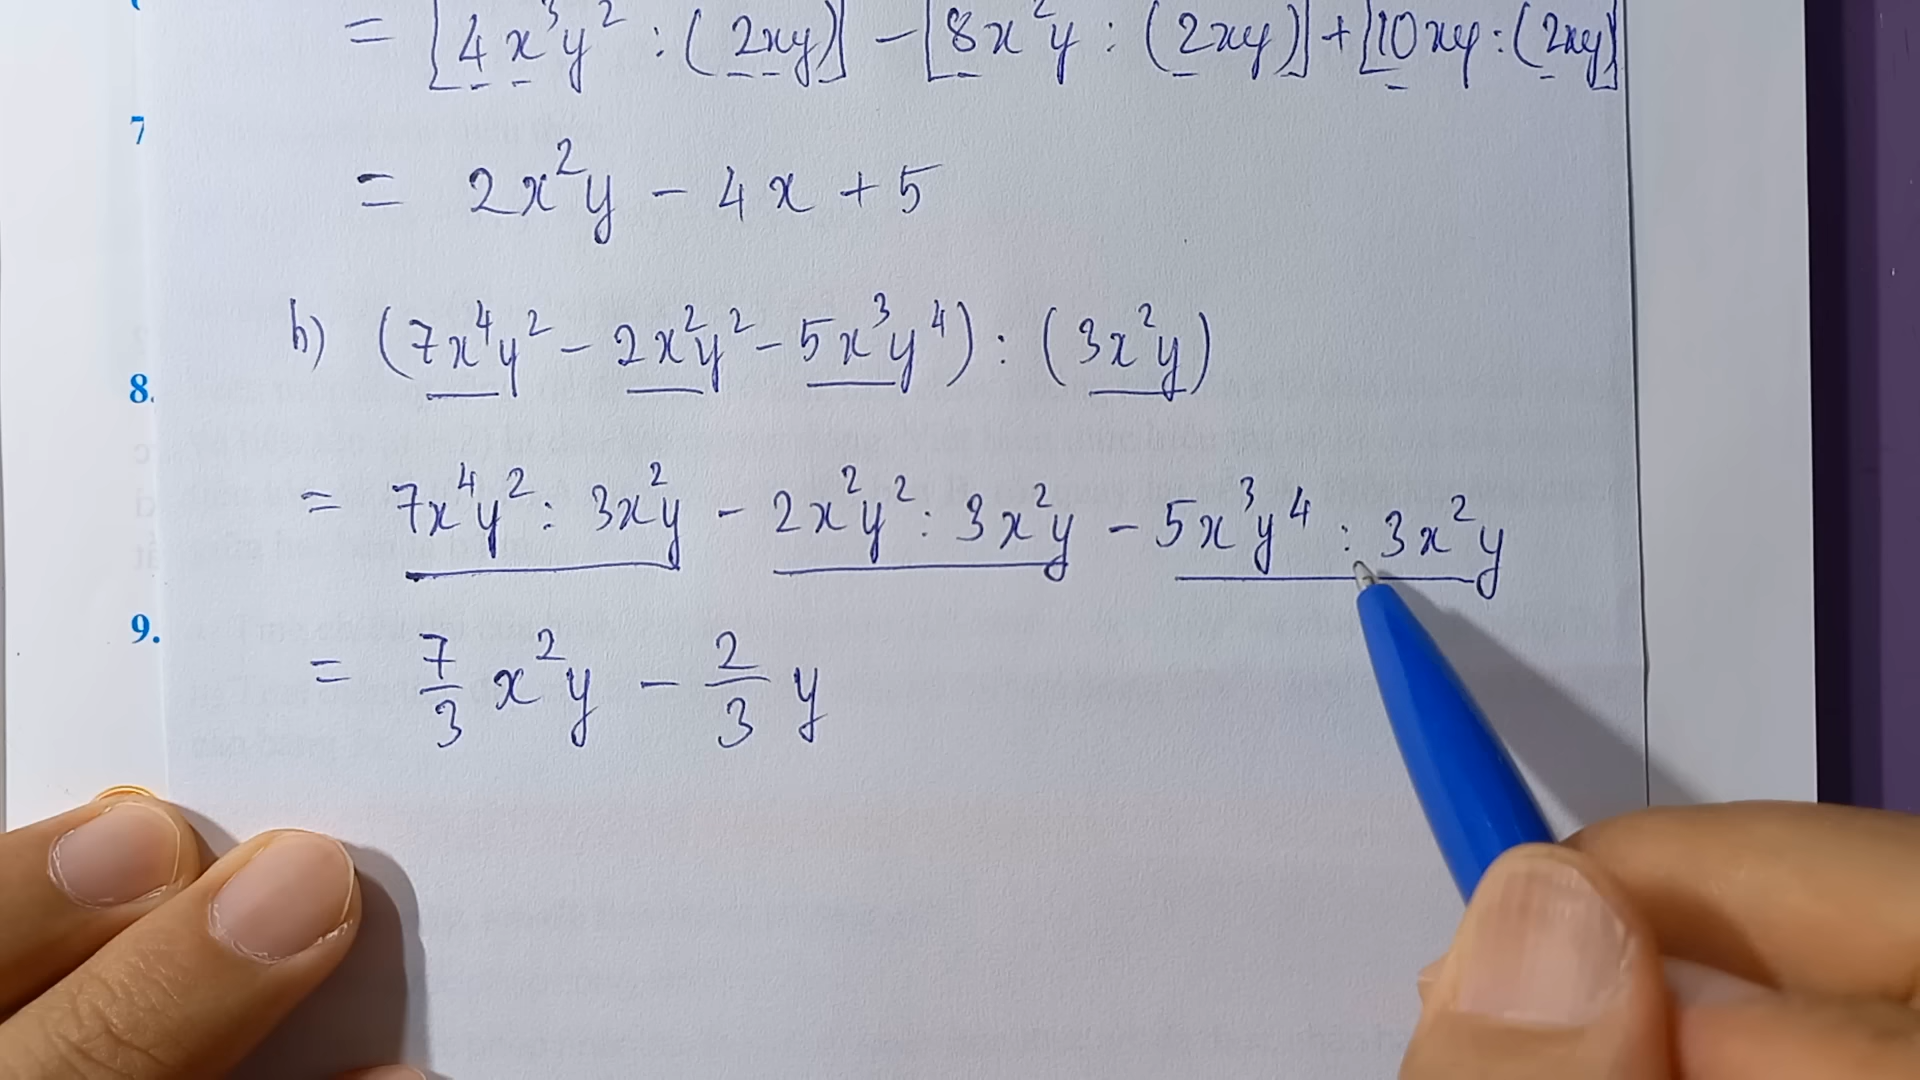 = [4x³y² : (2xy)] - [8x²y : (2xy)] + [10xy : (2xy)]
7
= 2x²y - 4x + 5
b) (7x⁴y² - 2x²y² - 5x³y⁴) : (3x²y)
8.
= 7x⁴y² : 3x²y - 2x²y² : 3x²y - 5x³y⁴ : 3x²y
9.
= 7/3 x²y - 2/3 y